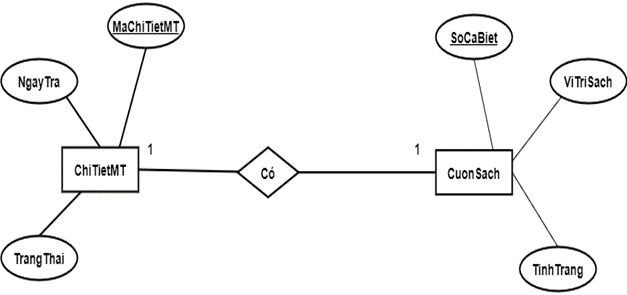 MaChiTietMT
SoCaBiet
NgayTra
ViTriSach
1
1
ChiTietMT
Có
CuonSach
TrangThai
TinhTrang